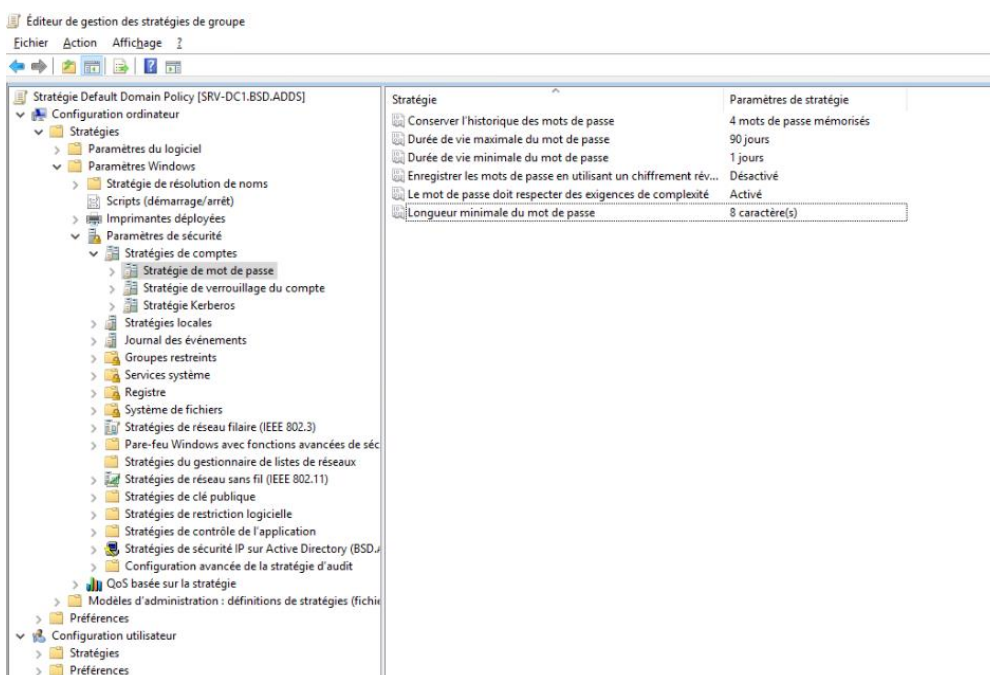 Éditeur de gestion des stratégies de groupe
Fichier Action Affichage ?
Stratégie Default Domain Policy [SRV-DC1.BSD.ADDS]
Configuration ordinateur
Stratégies
Paramètres du logiciel
Paramètres Windows
Stratégie de résolution de noms
Scripts (démarrage/arrêt)
Imprimantes déployées
Paramètres de sécurité
Stratégies de comptes
Stratégie de mot de passe
Stratégie de verrouillage du compte
Stratégie Kerberos
Stratégies locales
Journal des événements
Groupes restreints
Services système
Registre
Système de fichiers
Stratégies de réseau filaire (IEEE 802.3)
Pare-feu Windows avec fonctions avancées de séc
Stratégies du gestionnaire de listes de réseaux
Stratégies de réseau sans fil (IEEE 802.11)
Stratégies de clé publique
Stratégies de restriction logicielle
Stratégies de contrôle de l'application
Stratégies de sécurité IP sur Active Directory (BSD.A
Configuration avancée de la stratégie d'audit
QoS basée sur la stratégie
Modèles d'administration : définitions de stratégies (fichie
Préférences
Configuration utilisateur
Stratégies
Préférences
Stratégie Paramètres de stratégie
Conserver l'historique des mots de passe 4 mots de passe mémorisés
Durée de vie maximale du mot de passe 90 jours
Durée de vie minimale du mot de passe 1 jours
Enregistrer les mots de passe en utilisant un chiffrement rév... Désactivé
Le mot de passe doit respecter des exigences de complexité Activé
Longueur minimale du mot de passe 8 caractère(s)